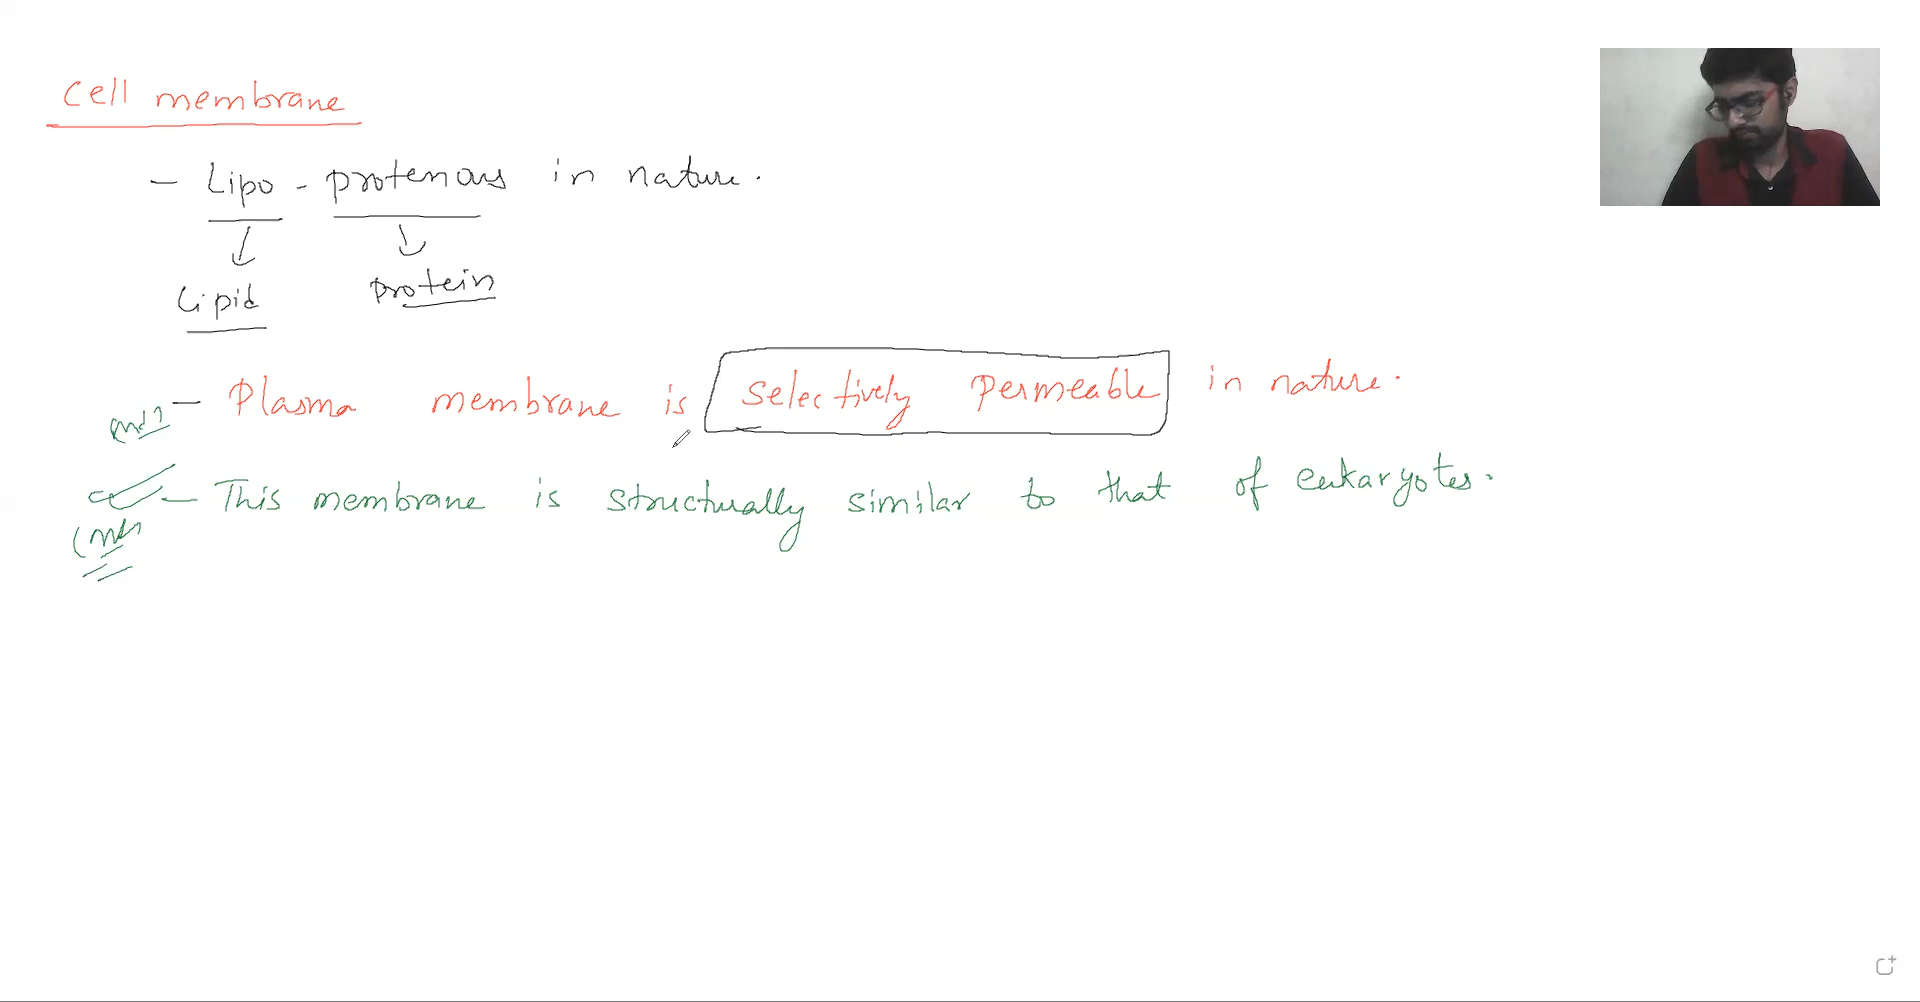 Cell membrane
- Lipo - protenous in nature.
Lipid protein
- Plasma membrane is selectively permeable in nature.
- This membrane is structurally similar to that of eukaryotes.